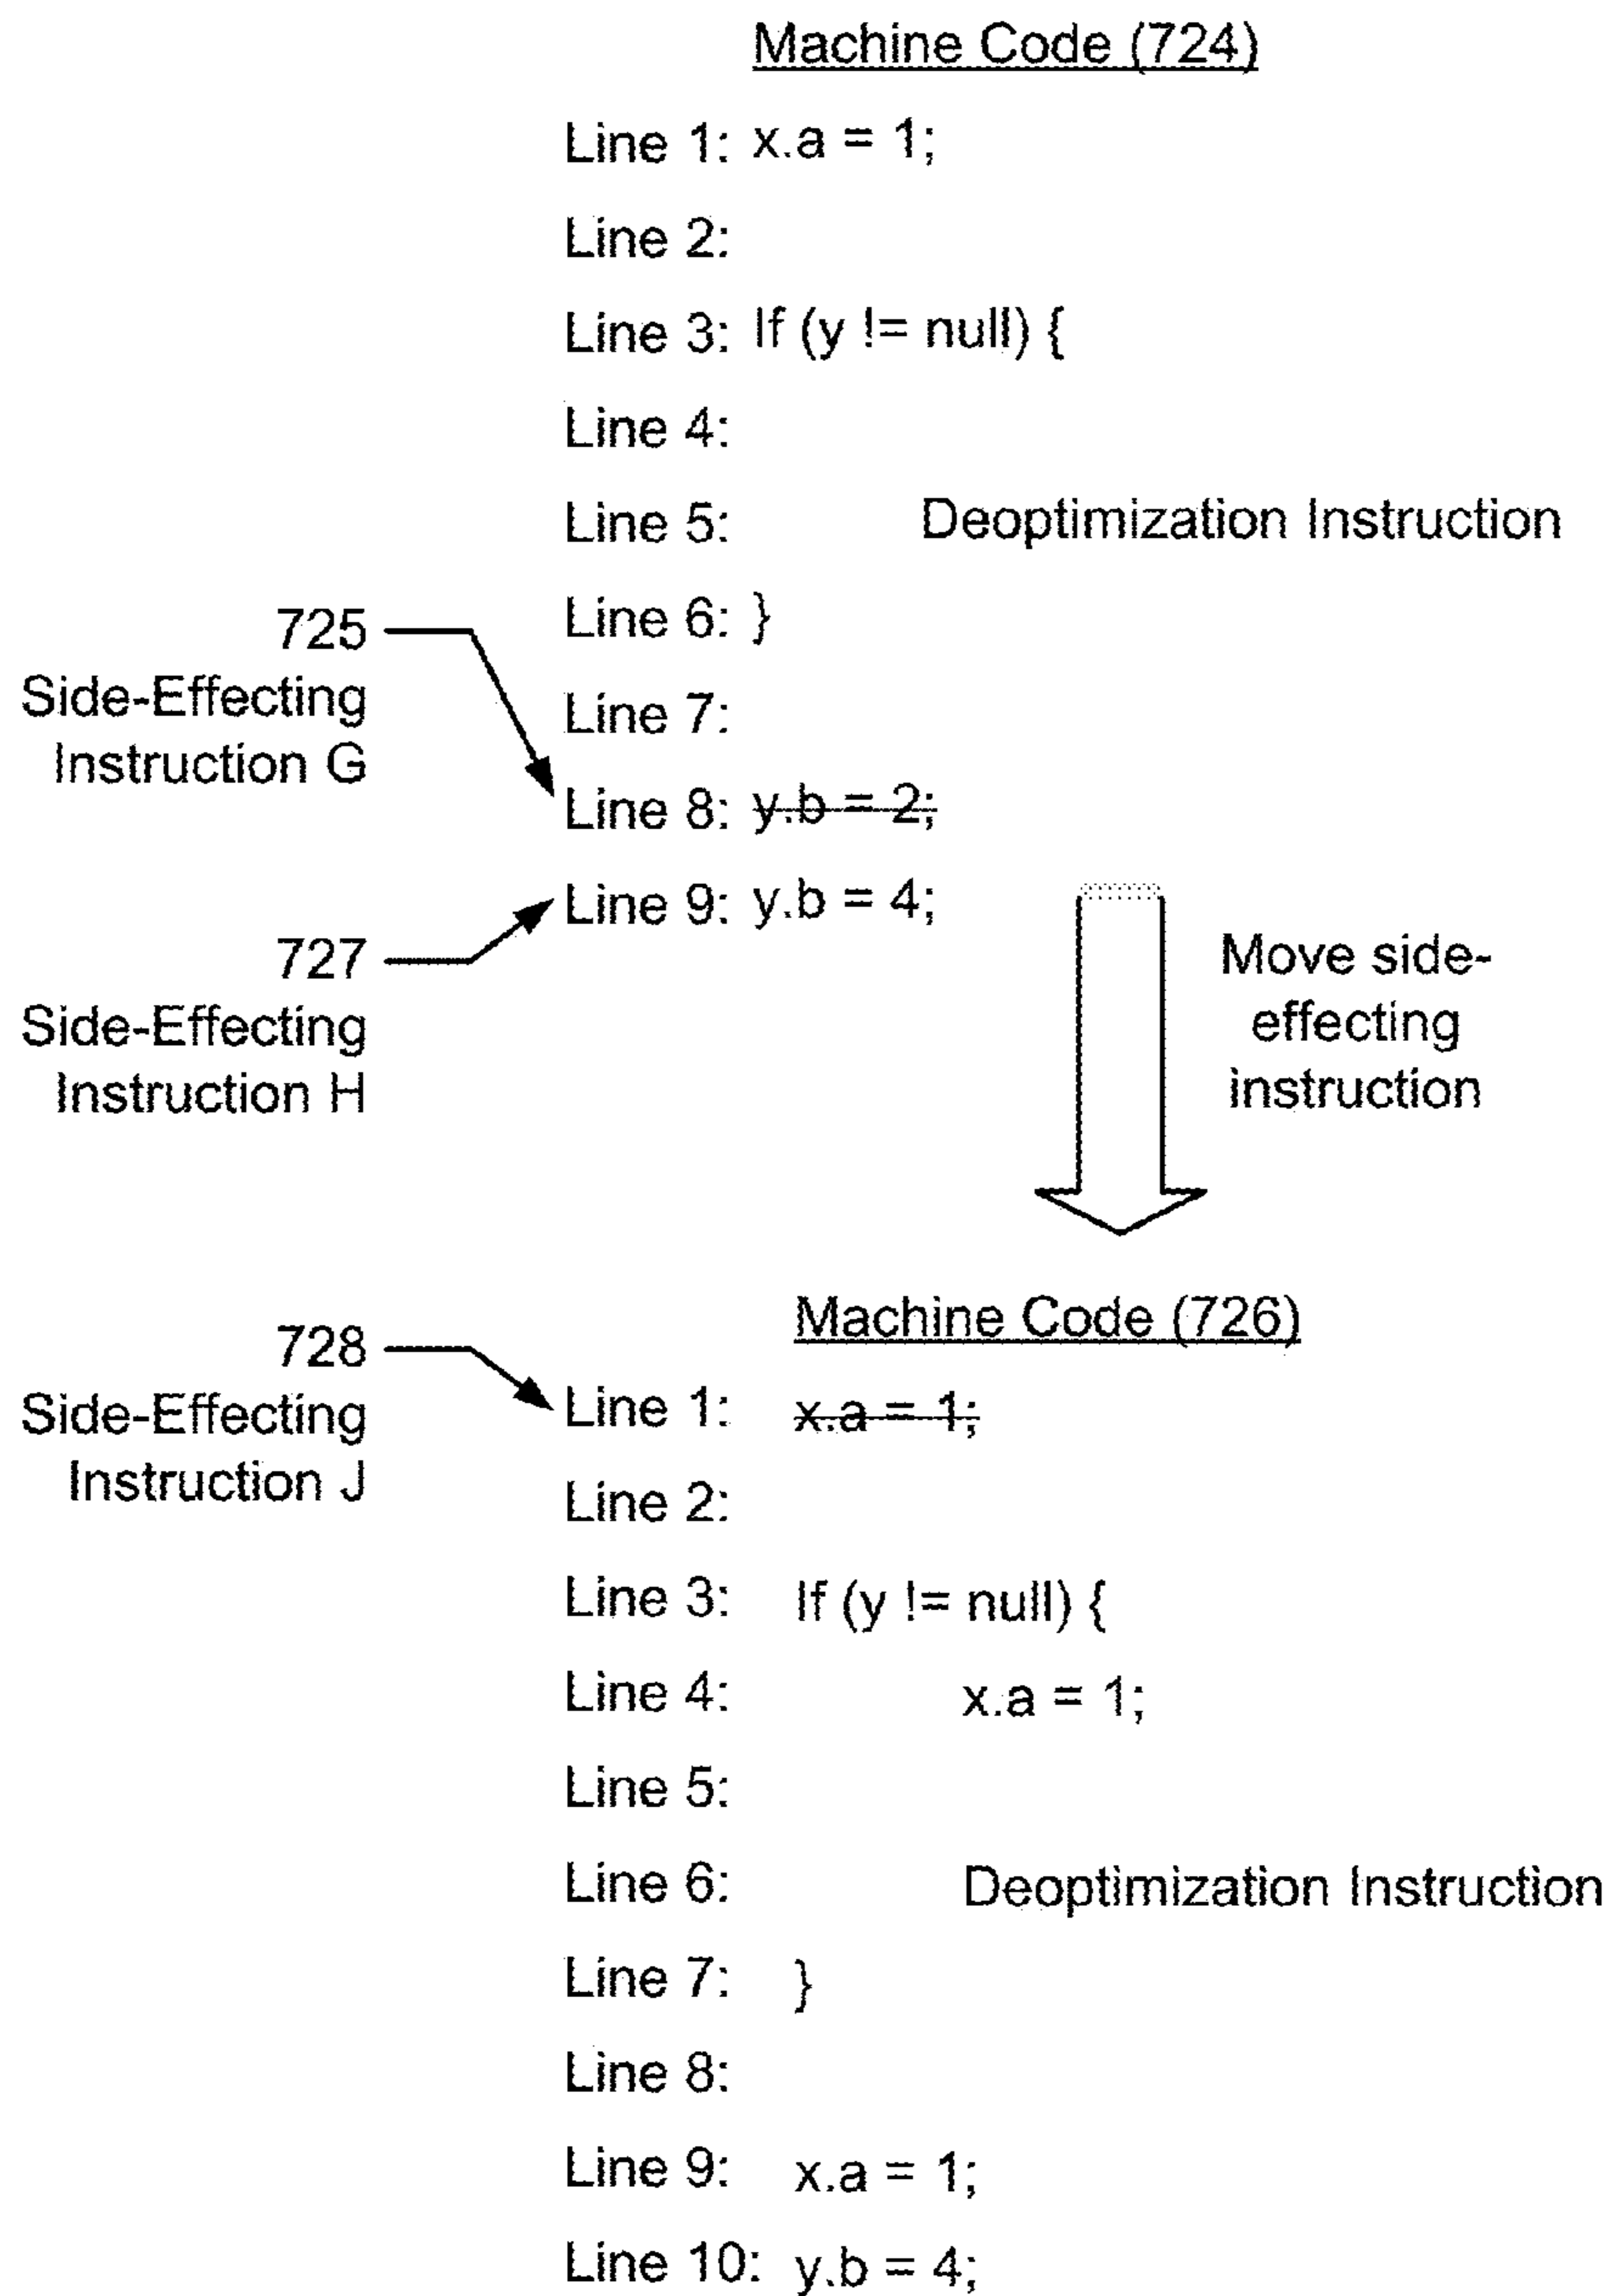 Machine Code (724)
Line 1: x.a = 1;
Line 2:
Line 3: If (y != null) {
Line 4:
Line 5: Deoptimization Instruction
Line 6: }
725
Side-Effecting
Instruction G
Line 7:
Line 8: y.b = 2;
Line 9: y.b = 4;
727
Side-Effecting
Instruction H
Move side-
effecting
instruction
Machine Code (726)
728
Side-Effecting
Instruction J
Line 1: x.a = 1;
Line 2:
Line 3: If (y != null) {
Line 4: x.a = 1;
Line 5:
Line 6: Deoptimization Instruction
Line 7: }
Line 8:
Line 9: x.a = 1;
Line 10: y.b = 4;